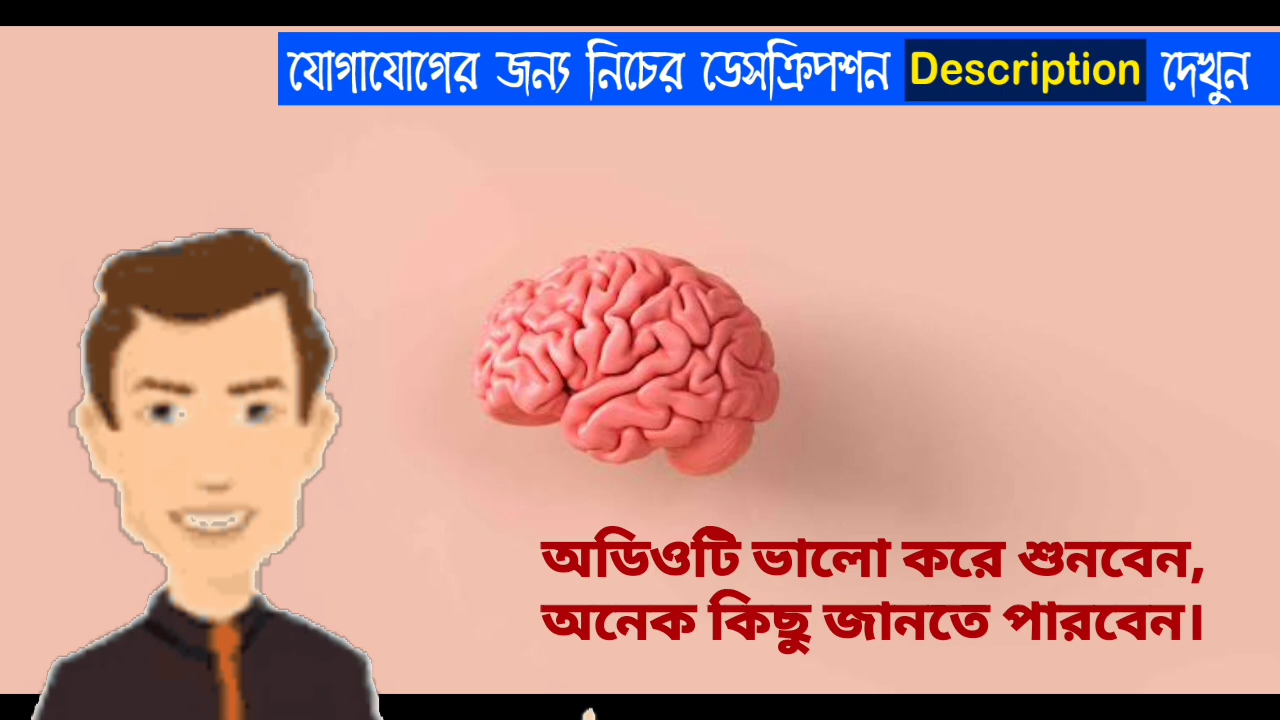 যোগাযোগের জন্য নিচের ডেসক্রিপশন Description দেখুন
অডিওটি ভালো করে শুনবেন,
অনেক কিছু জানতে পারবেন।